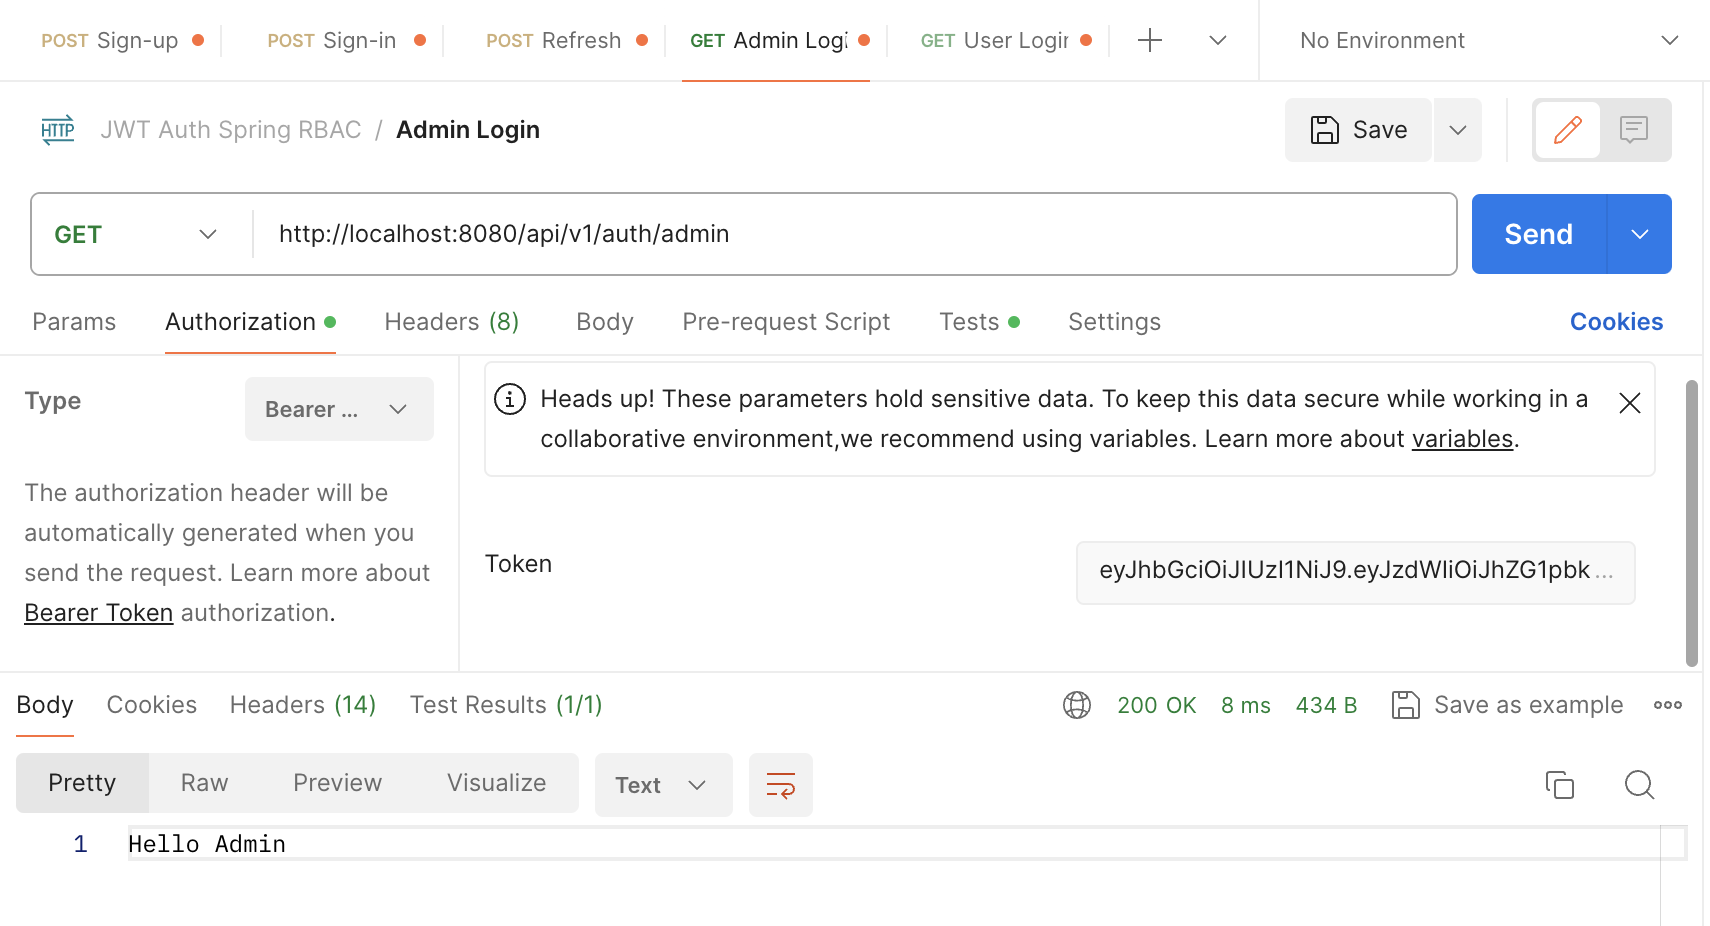 POST Sign-up
POST Sign-in
POST Refresh
GET Admin Logi
GET User Login
No Environment
HTTP
JWT Auth Spring RBAC / Admin Login
Save
GET
http://localhost:8080/api/v1/auth/admin
Send
Params
Authorization
Headers (8)
Body
Pre-request Script
Tests
Settings
Cookies
Type
Bearer ...
The authorization header will be
automatically generated when you
send the request. Learn more about
Bearer Token authorization.
Heads up! These parameters hold sensitive data. To keep this data secure while working in a
collaborative environment,we recommend using variables. Learn more about variables.
Token
eyJhbGciOiJIUzI1NiJ9.eyJzdWIiOiJhZG1pbk...
Body
Cookies
Headers (14)
Test Results (1/1)
200 OK
8 ms
434 B
Save as example
Pretty
Raw
Preview
Visualize
Text
1
Hello Admin